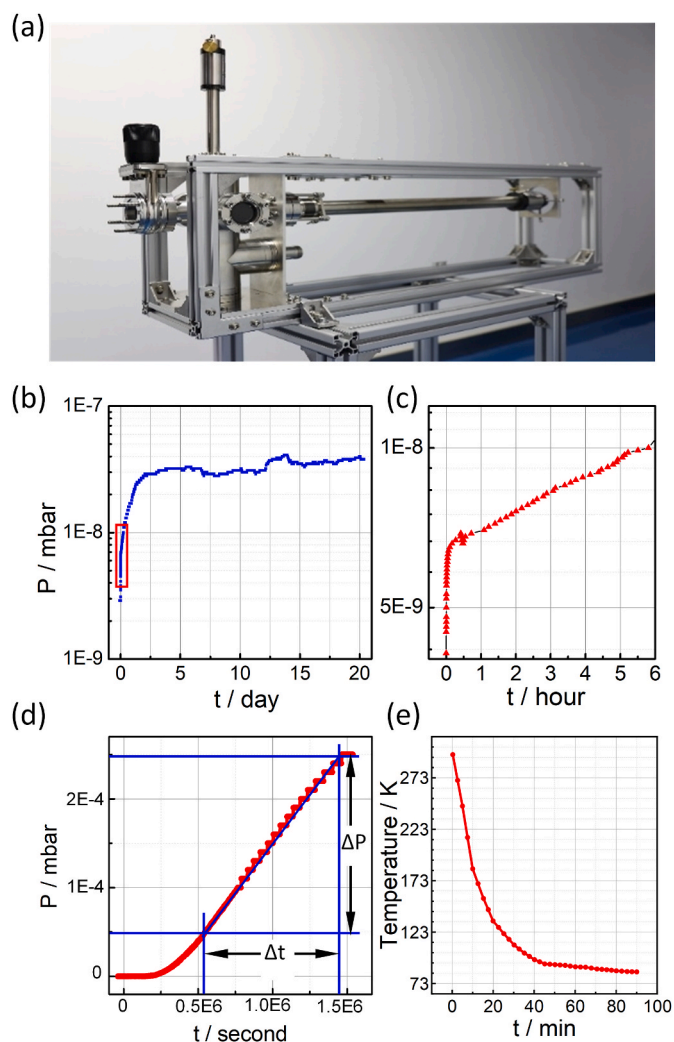 (a)
(b)
1E-7
1E-8
1E-9
P / mbar
0 5 10 15 20
t / day
(c)
1E-8
5E-9
0 1 2 3 4 5 6
t / hour
(d)
2E-4
1E-4
0
P / mbar
ΔP
Δt
0 0.5E6 1.0E6 1.5E6
t / second
(e)
273
223
173
123
73
Temperature / K
0 20 40 60 80 100
t / min